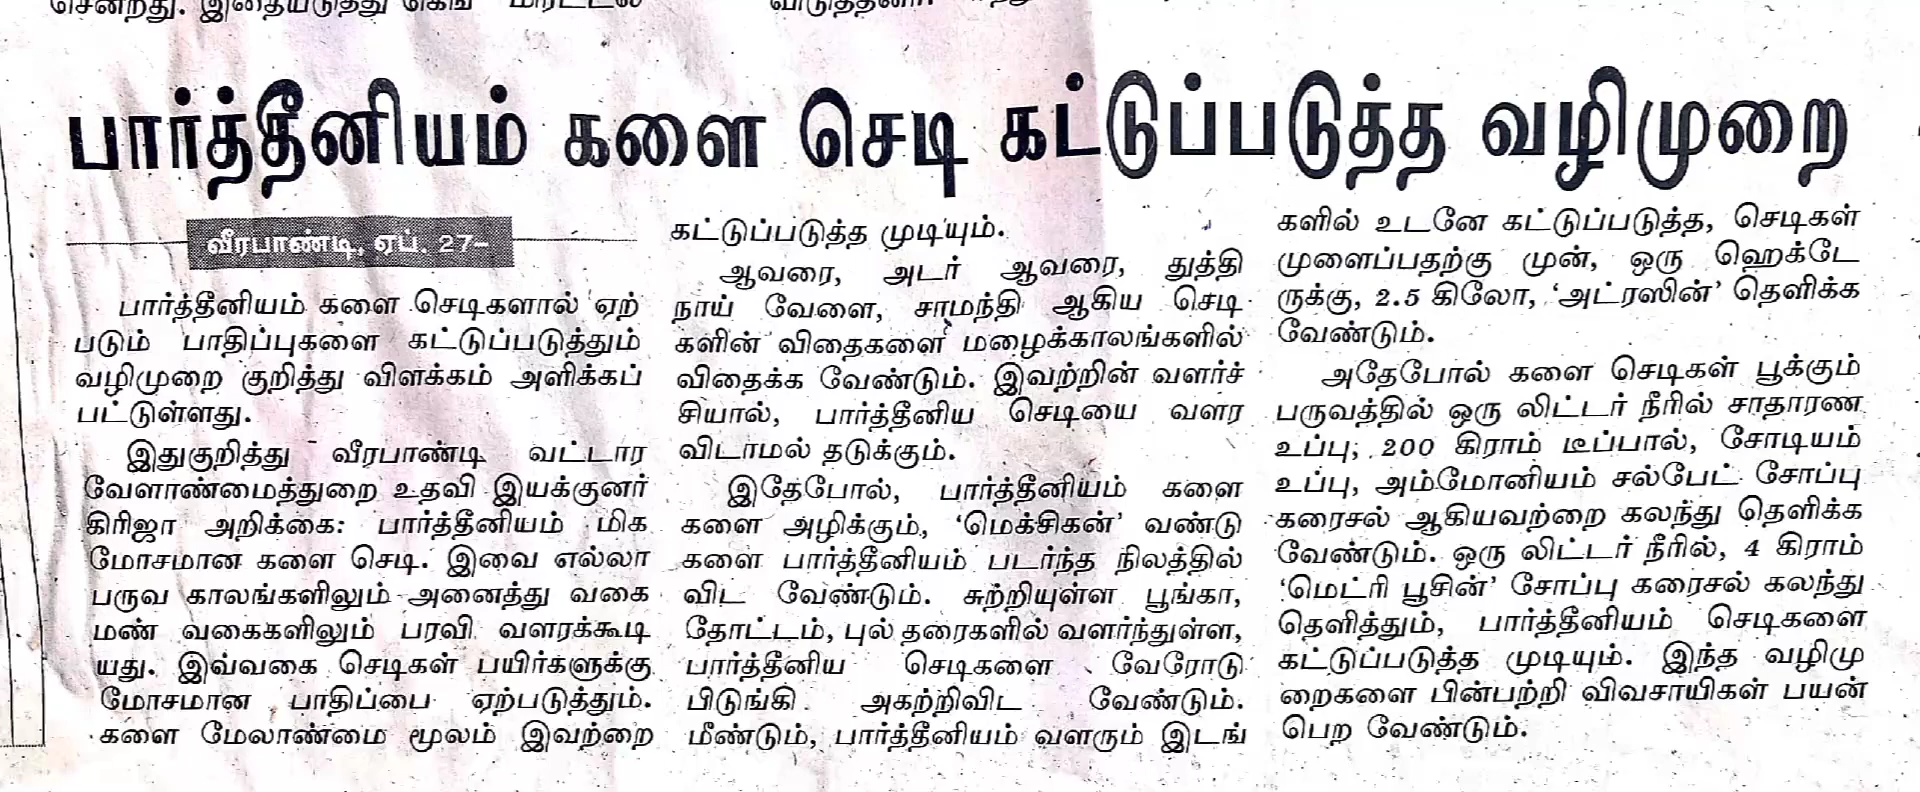 சென்றது. இதையடுத்து
பார்த்தீனியம் களை செடி கட்டுப்படுத்த வழிமுறை
வீரபாண்டி, ஏப். 27–
பார்த்தீனியம் களை செடிகளால் ஏற்
படும் பாதிப்புகளை கட்டுப்படுத்தும்
வழிமுறை குறித்து விளக்கம் அளிக்கப்
பட்டுள்ளது.
இதுகுறித்து வீரபாண்டி வட்டார
வேளாண்மைத்துறை உதவி இயக்குனர்
கிரிஜா அறிக்கை: பார்த்தீனியம் மிக
மோசமான களை செடி. இவை எல்லா
பருவ காலங்களிலும் அனைத்து வகை
மண் வகைகளிலும் பரவி வளரக்கூடி
யது. இவ்வகை செடிகள் பயிர்களுக்கு
மோசமான பாதிப்பை ஏற்படுத்தும்.
களை மேலாண்மை மூலம் இவற்றை
கட்டுப்படுத்த முடியும்.
ஆவரை, அடர் ஆவரை, துத்தி
நாய் வேளை, சாமந்தி ஆகிய செடி
களின் விதைகளை மழைக்காலங்களில்
விதைக்க வேண்டும். இவற்றின் வளர்ச்
சியால், பார்த்தீனிய செடியை வளர
விடாமல் தடுக்கும்.
இதேபோல், பார்த்தீனியம் களை
களை அழிக்கும், ‘மெக்சிகன்’ வண்டு
களை பார்த்தீனியம் படர்ந்த நிலத்தில்
விட வேண்டும். சுற்றியுள்ள பூங்கா,
தோட்டம், புல் தரைகளில் வளர்ந்துள்ள,
பார்த்தீனிய செடிகளை வேரோடு
பிடுங்கி அகற்றிவிட வேண்டும்.
மீண்டும், பார்த்தீனியம் வளரும் இடங்
களில் உடனே கட்டுப்படுத்த, செடிகள்
முளைப்பதற்கு முன், ஒரு ஹெக்டே
ருக்கு, 2.5 கிலோ, ‘அட்ரஸின்’ தெளிக்க
வேண்டும்.
அதேபோல் களை செடிகள் பூக்கும்
பருவத்தில் ஒரு லிட்டர் நீரில் சாதாரண
உப்பு; 200 கிராம் டீப்பால், சோடியம்
உப்பு, அம்மோனியம் சல்பேட் சோப்பு
கரைசல் ஆகியவற்றை கலந்து தெளிக்க
வேண்டும். ஒரு லிட்டர் நீரில், 4 கிராம்
‘மெட்ரி பூசின்’ சோப்பு கரைசல் கலந்து
தெளித்தும், பார்த்தீனியம் செடிகளை
கட்டுப்படுத்த முடியும். இந்த வழிமு
றைகளை பின்பற்றி விவசாயிகள் பயன்
பெற வேண்டும்.